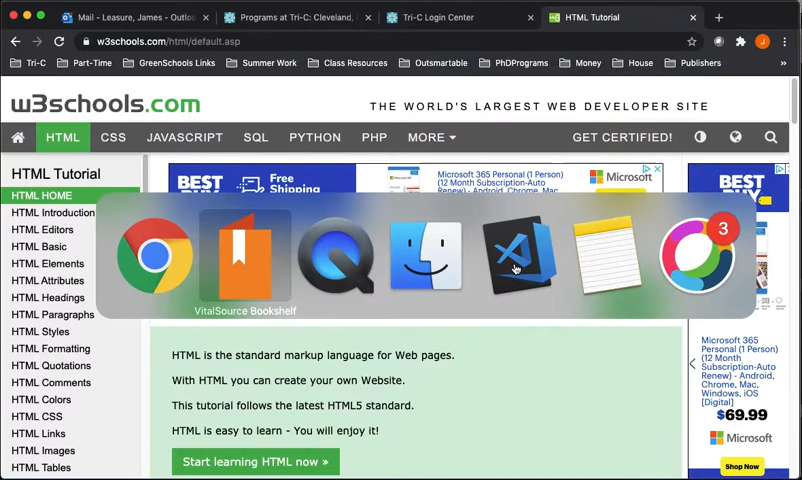 Mail - Leasure, James - Outloo
Programs at Tri-C: Cleveland,
Tri-C Login Center
HTML Tutorial
w3schools.com/html/default.asp
J
Tri-C
Part-Time
GreenSchools Links
Summer Work
Class Resources
Outsmartable
PhDPrograms
Money
House
Publishers
w3schools.com
THE WORLD'S LARGEST WEB DEVELOPER SITE
HTML
CSS
JAVASCRIPT
SQL
PYTHON
PHP
MORE
GET CERTIFIED!
HTML Tutorial
HTML HOME
HTML Introduction
HTML Editors
HTML Basic
HTML Elements
HTML Attributes
HTML Headings
HTML Paragraphs
HTML Styles
HTML Formatting
HTML Quotations
HTML Comments
HTML Colors
HTML CSS
HTML Links
HTML Images
HTML Tables
BEST
Free
Shipping
Microsoft 365 Personal (1 Person)
(12 Month Subscription-Auto
Renew) - Android, Chrome, Mac,
Microsoft
BEST
3
VitalSource Bookshelf
HTML is the standard markup language for Web pages.
With HTML you can create your own Website.
This tutorial follows the latest HTML5 standard.
HTML is easy to learn - You will enjoy it!
Start learning HTML now »
Microsoft
365 Personal
(1 Person)
(12 Month
Subscription-Auto
Renew) - Android,
Chrome, Mac,
Windows, iOS
[Digital]
$69.99
Microsoft
Shop Now